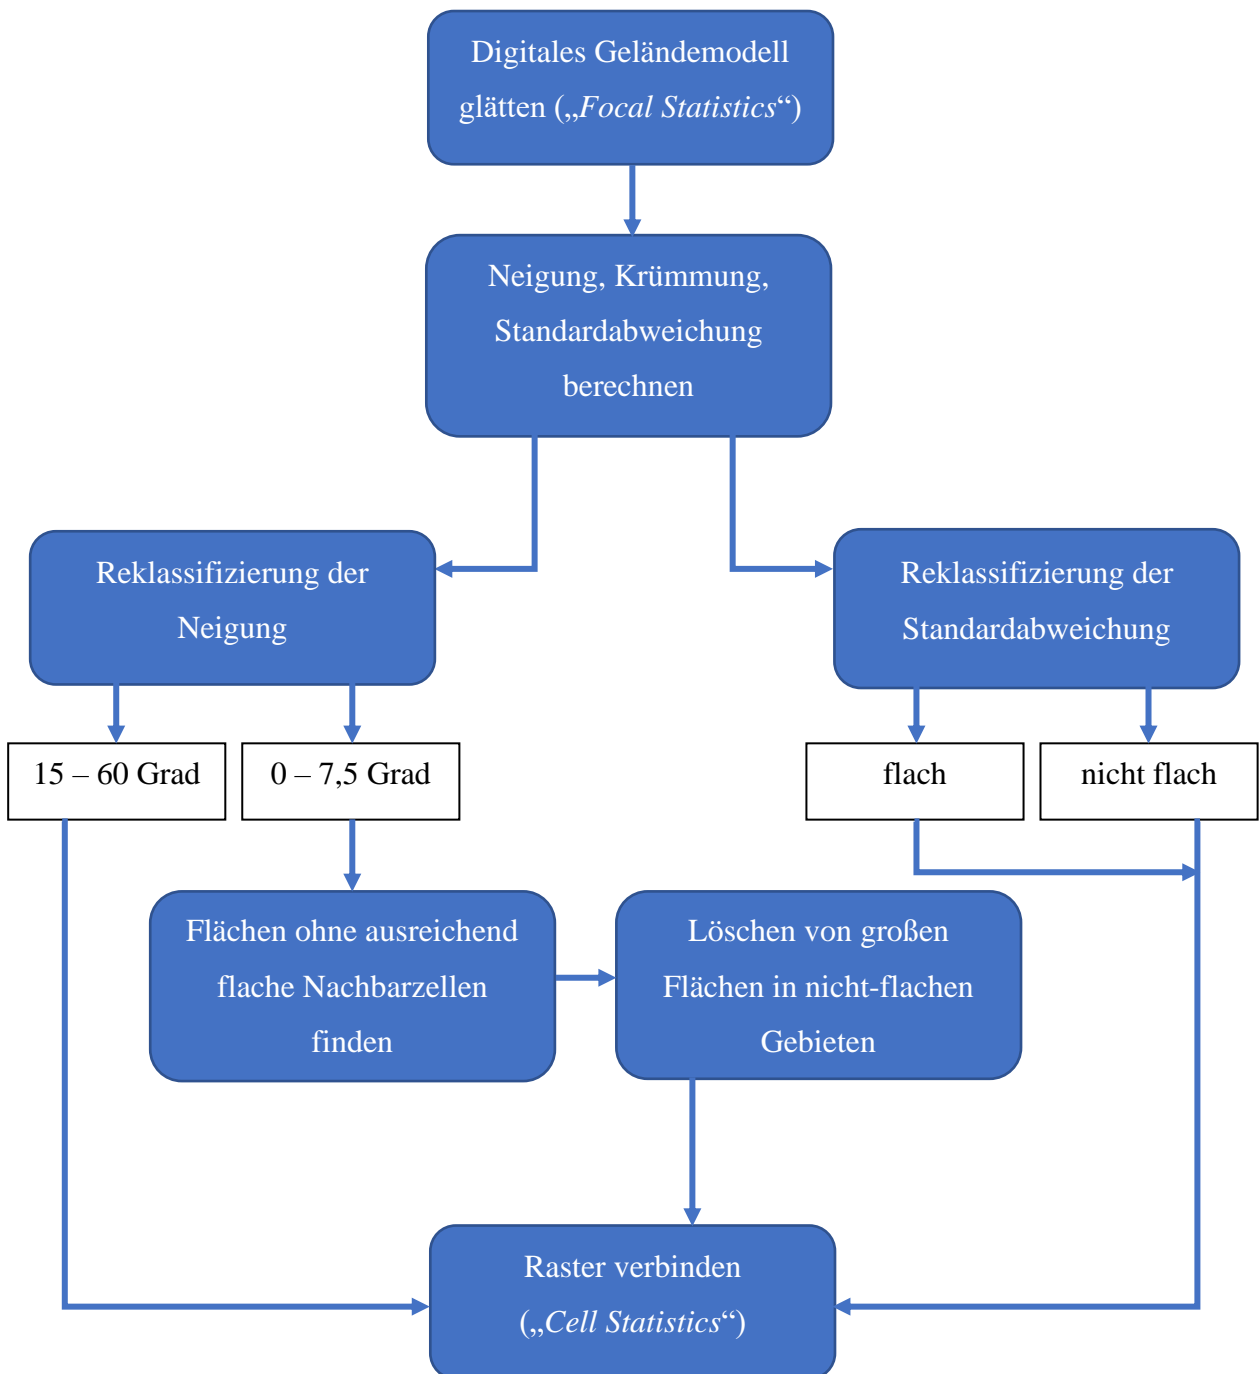 Digitales Geländemodell
glätten („Focal Statistics“)
Neigung, Krümmung,
Standardabweichung
berechnen
Reklassifizierung der
Neigung
Reklassifizierung der
Standardabweichung
15 – 60 Grad
0 – 7,5 Grad
flach
nicht flach
Flächen ohne ausreichend
flache Nachbarzellen
finden
Löschen von großen
Flächen in nicht-flachen
Gebieten
Raster verbinden
(„Cell Statistics“)